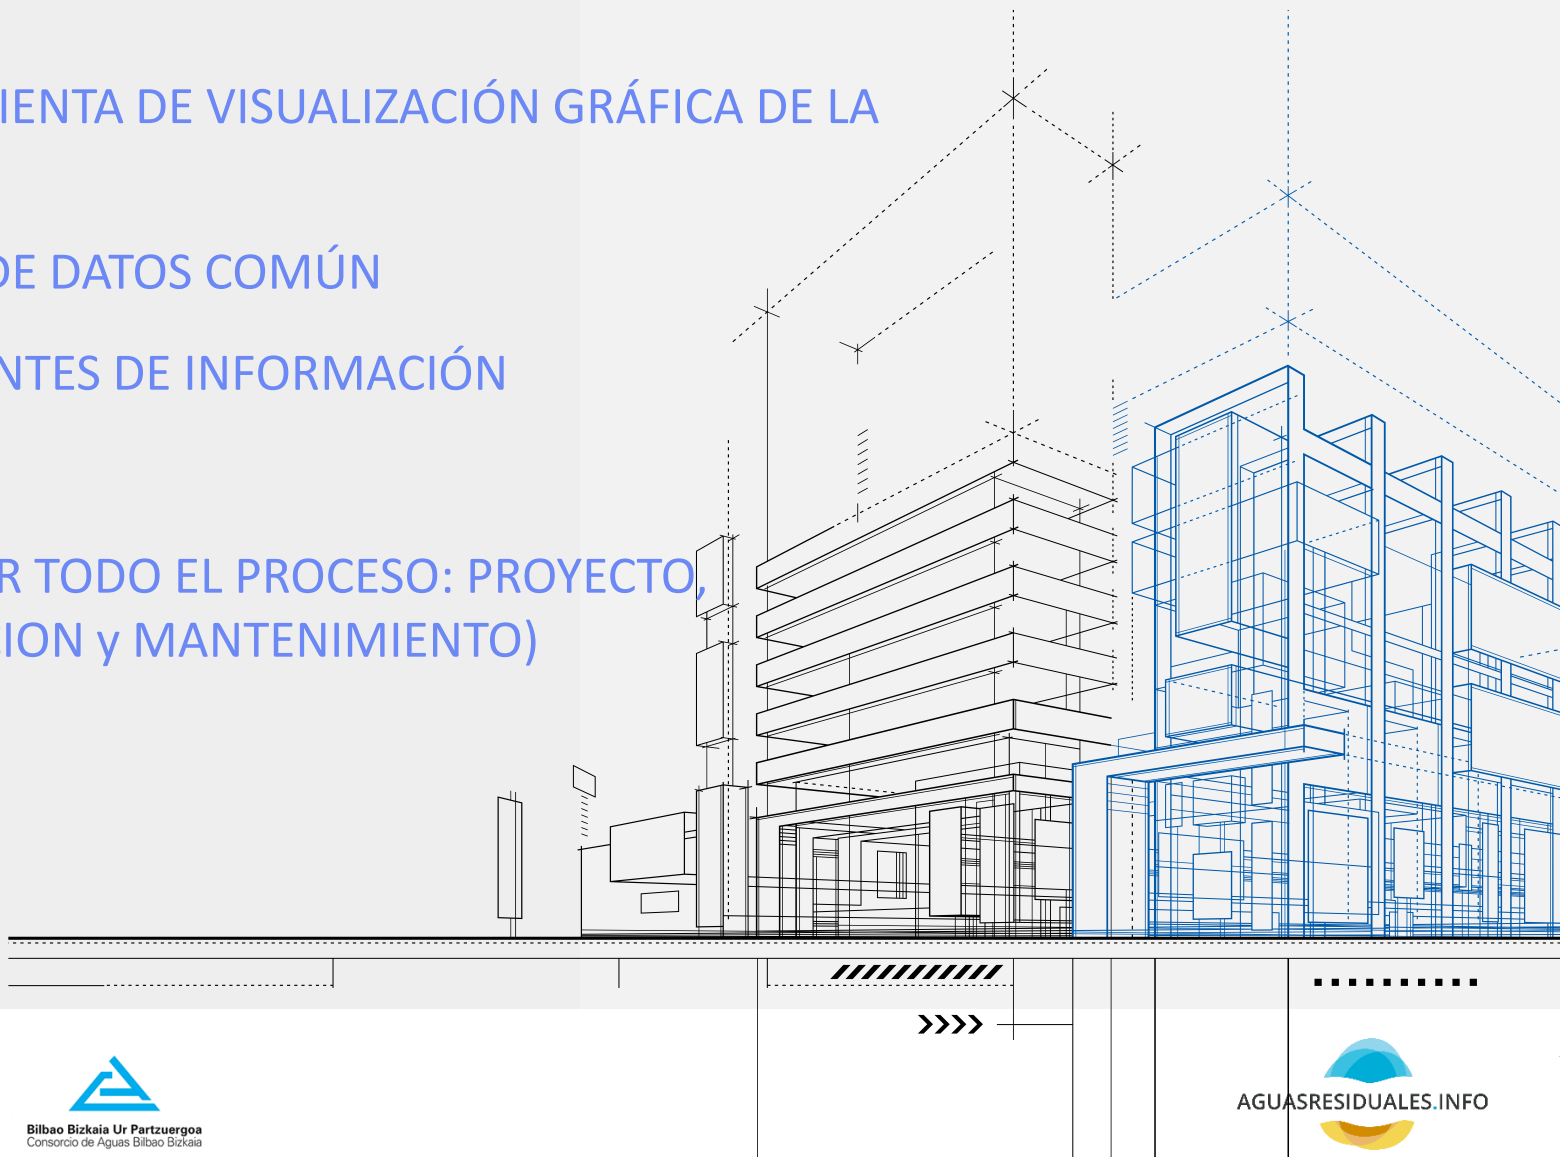 IENTA DE VISUALIZACIÓN GRÁFICA DE LA
DE DATOS COMÚN
NTES DE INFORMACIÓN
R TODO EL PROCESO: PROYECTO,
CION y MANTENIMIENTO)
Bilbao Bizkaia Ur Partzuergoa
Consorcio de Aguas Bilbao Bizkaia
AGUASRESIDUALES.INFO